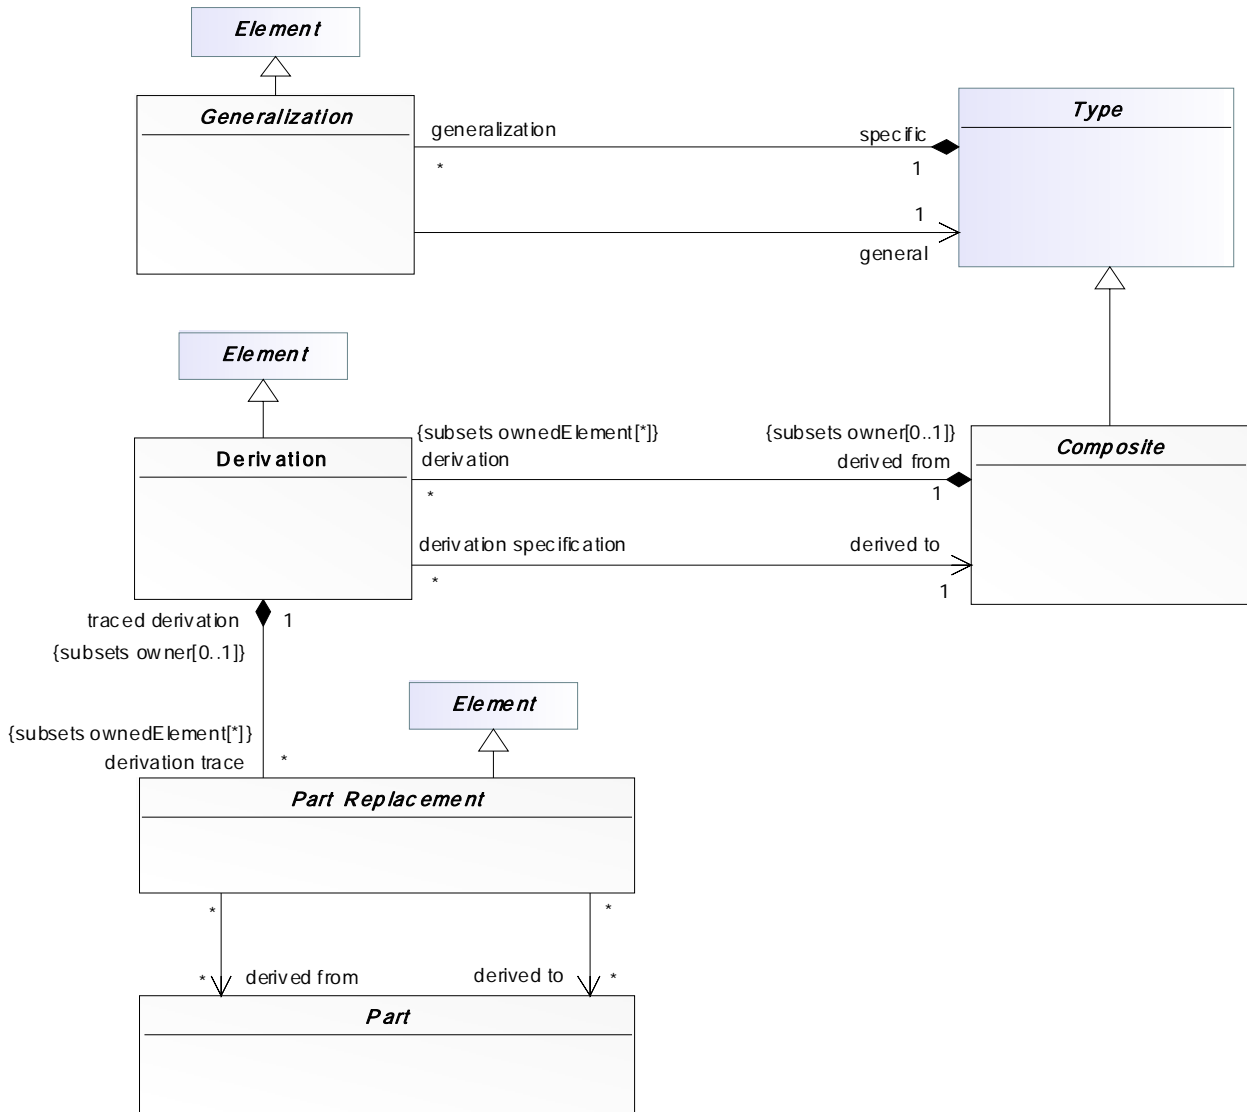 Element
Generalization
Type
generalization
specific
*
1
1
general
Element
{subsets ownedElement[*]}
{subsets owner[0..1]}
Derivation
derivation
derived from
Composite
*
1
derivation specification
derived to
*
1
traced derivation
1
{subsets owner[0..1]}
Element
{subsets ownedElement[*]}
derivation trace
*
Part Replacement
*
*
*
derived from
derived to
*
Part